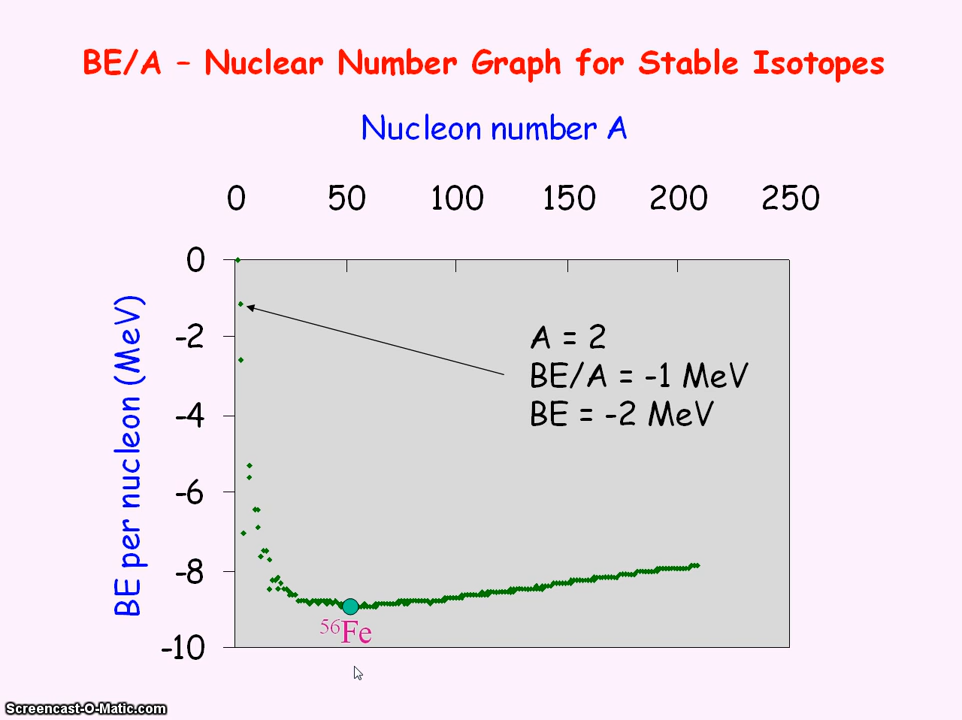 BE/A – Nuclear Number Graph for Stable Isotopes
Nucleon number A
0 50 100 150 200 250
0
-2
-4
-6
-8
-10
BE per nucleon (MeV)
A = 2
BE/A = -1 MeV
BE = -2 MeV
56Fe
Screencast-O-Matic.com